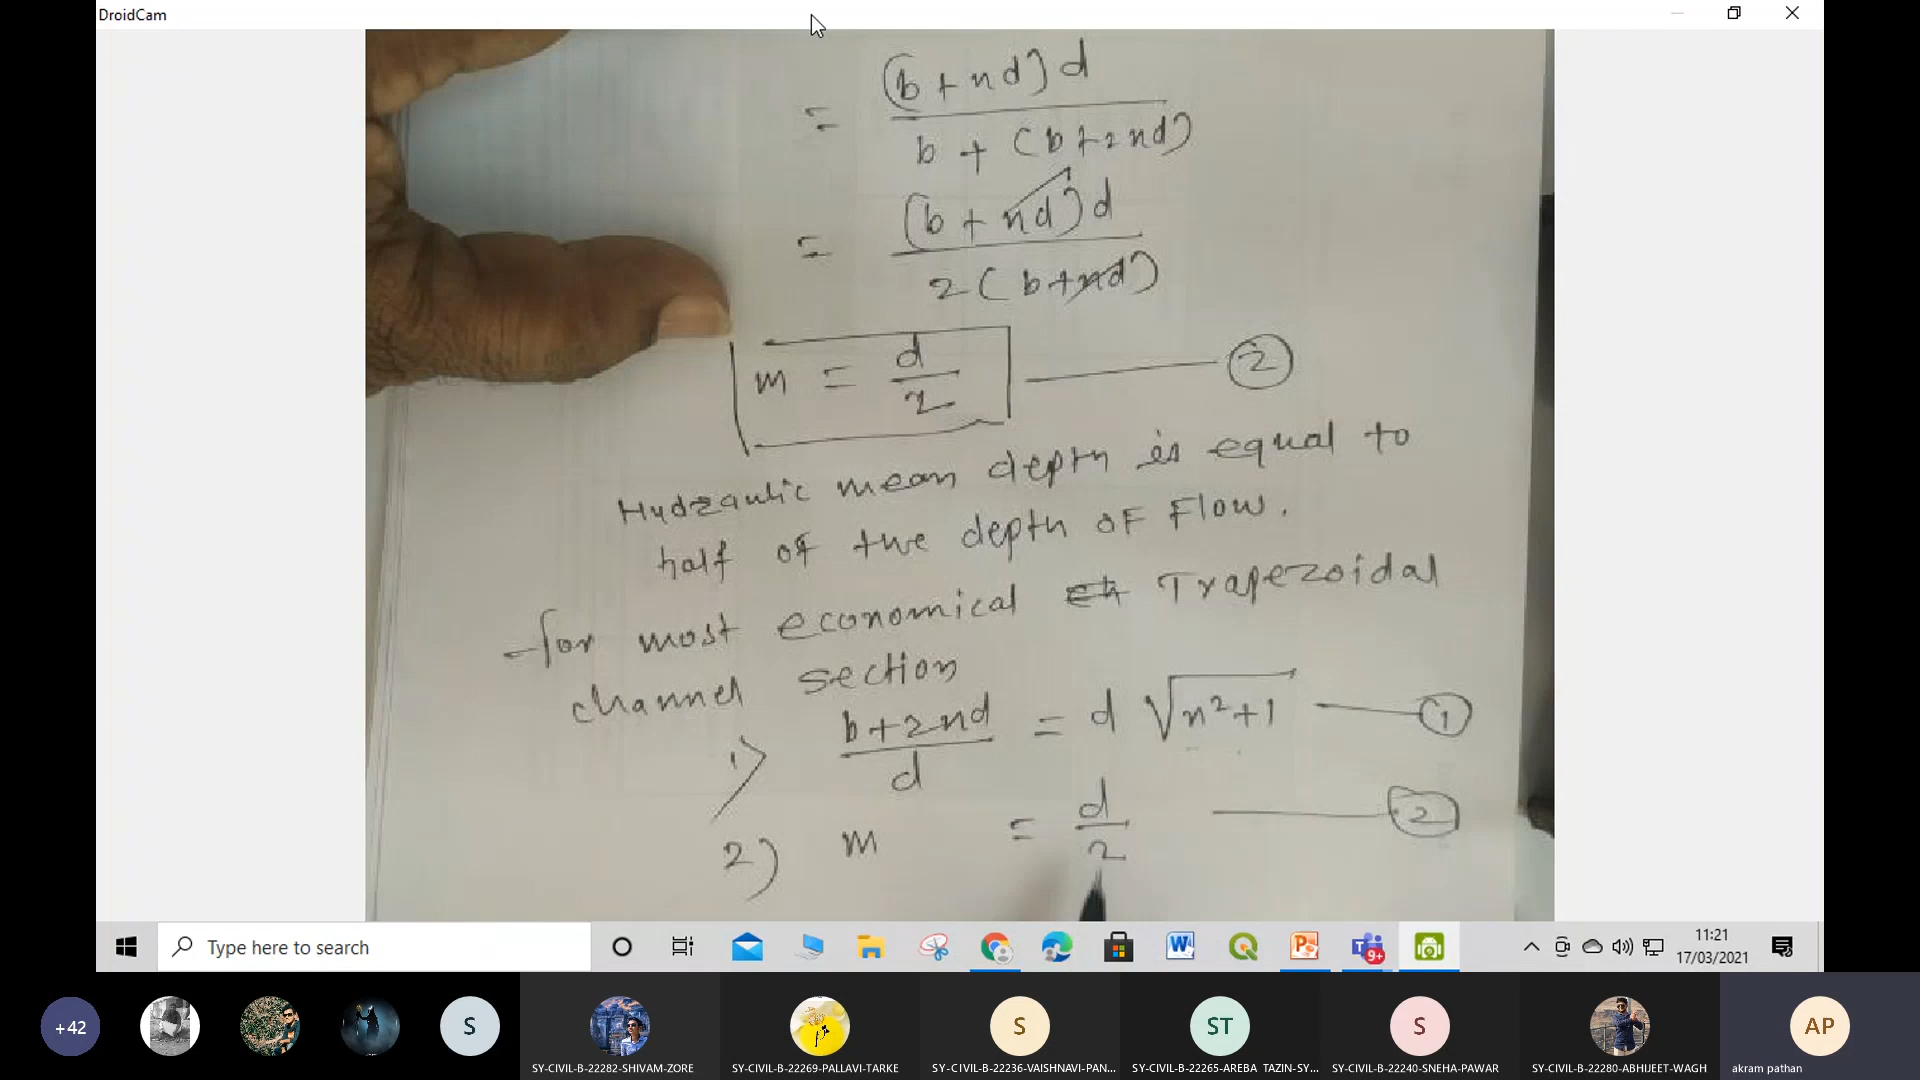 DroidCam
(b + nd) d
=
b + (b+2nd)
(b + nd) d
=
2 ( b+nd)
m = d/2 ② 
Hydraulic mean depth is equal to
half of the depth of Flow.
-for most economical Trapezoidal
channel section
1) b+2nd/d = d √n²+1 ①
2) m = d/2 ②
Type here to search
9+
11:21
17/03/2021
+42
S
S
ST
S
AP
SY-CIVIL-B-22282-SHIVAM-ZORE
SY-CIVIL-B-22269-PALLAVI-TARKE
SY-CIVIL-B-22236-VAISHNAVI-PAN...
SY-CIVIL-B-22265-AREBA TAZIN-SY...
SY-CIVIL-B-22240-SNEHA-PAWAR
SY-CIVIL-B-22280-ABHIJEET-WAGH
akram pathan